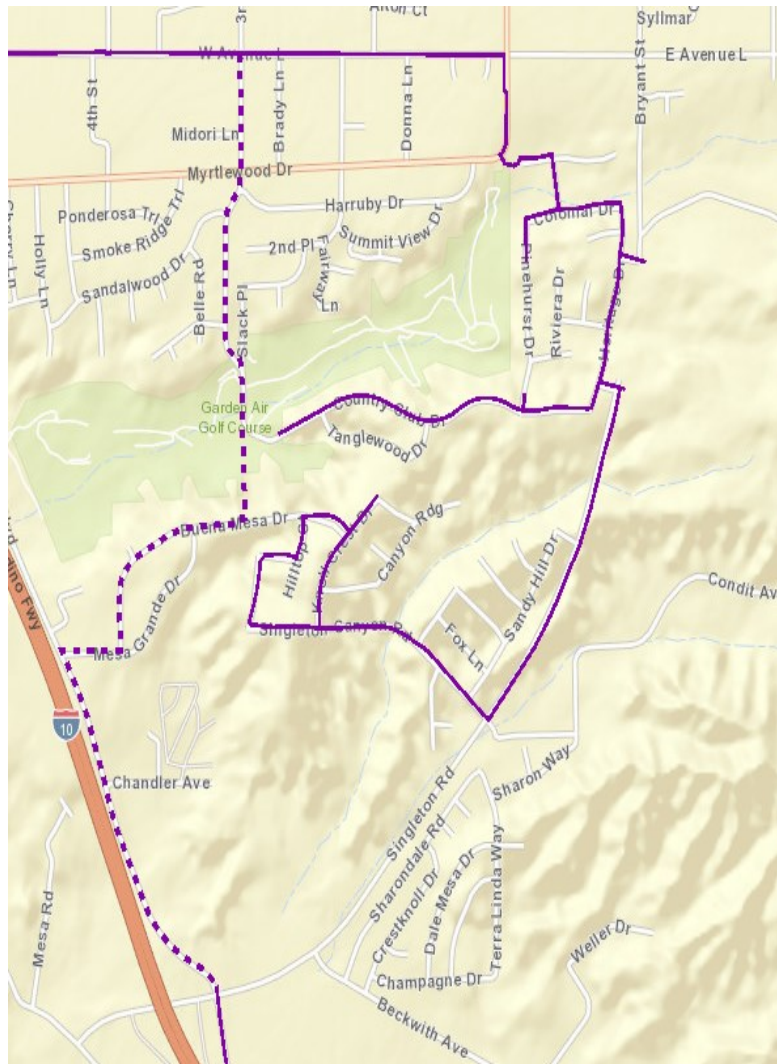 Alton Ct
Syllmar
3r
W Avenue L
E Avenue L
4th St
Brady Ln
Donna Ln
Bryant St
Midori Ln
Myrtlewood Dr
Ponderosa Trl
Harruby Dr
Colonial Dr
Smoke Ridge Trl
2nd Pl
Summit View Dr
Holly Ln
Sandalwood Dr
Belle Rd
Slack Pl
Fairway
Ln
Pinehurst Dr
Riviera Dr
Garden Air
Golf Course
Country Club Dr
Tanglewood Dr
Buena Mesa Dr
Hilltop
Canyon Rdg
Sandy Hill Dr
Condit Av
dino Fwy
Mesa Grande Dr
Singleton Canyon Rd
Fox Ln
10
Chandler Ave
Sharon Way
Singleton Rd
Sharondale Rd
Crestknoll Dr
Dale Mesa Dr
Terra Linda Way
Mesa Rd
Weller Dr
Champagne Dr
Beckwith Ave